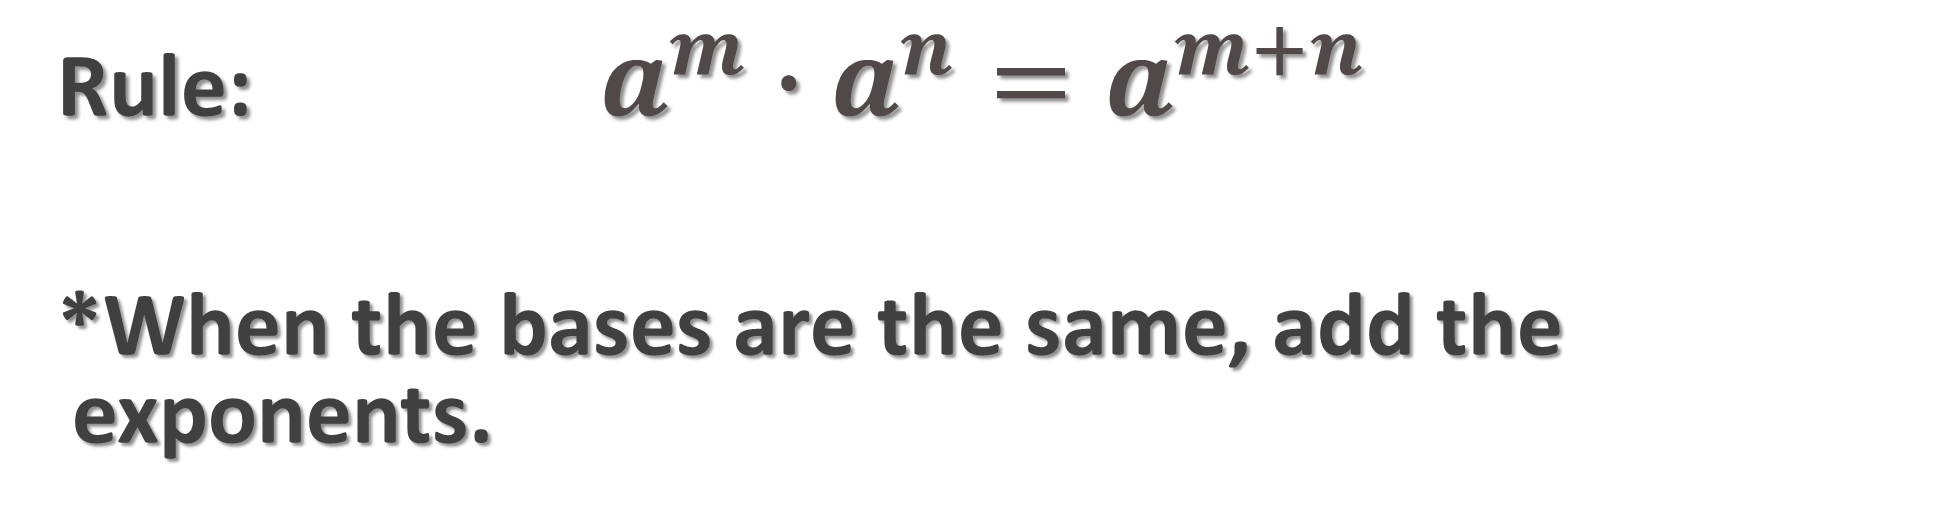 Rule: a^m · a^n = a^{m+n}
*When the bases are the same, add the
exponents.